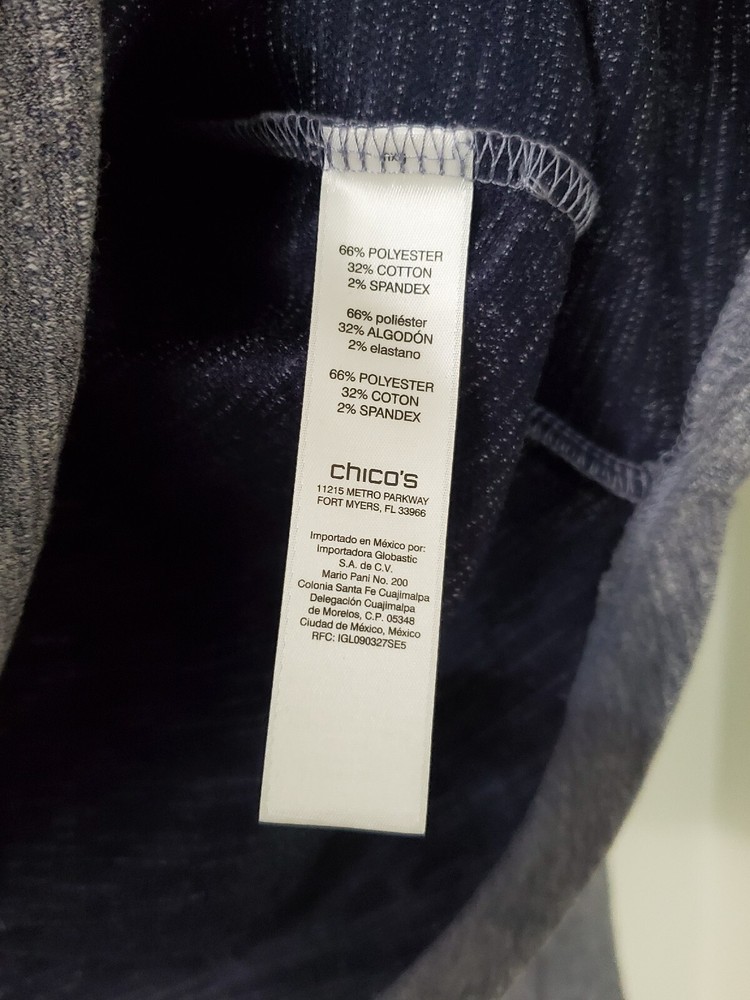 66% POLYESTER
32% COTTON
2% SPANDEX
66% poliéster
32% ALGODÓN
2% elastano
66% POLYESTER
32% COTON
2% SPANDEX
chico's
11215 METRO PARKWAY
FORT MYERS, FL 33966
Importado en México por:
Importadora Globastic
S.A. de C.V.
Mario Pani No. 200
Colonia Santa Fe Cuajimalpa
Delegación Cuajimalpa
de Morelos, C.P. 05348
Ciudad de México, México
RFC: IGL090327SE5